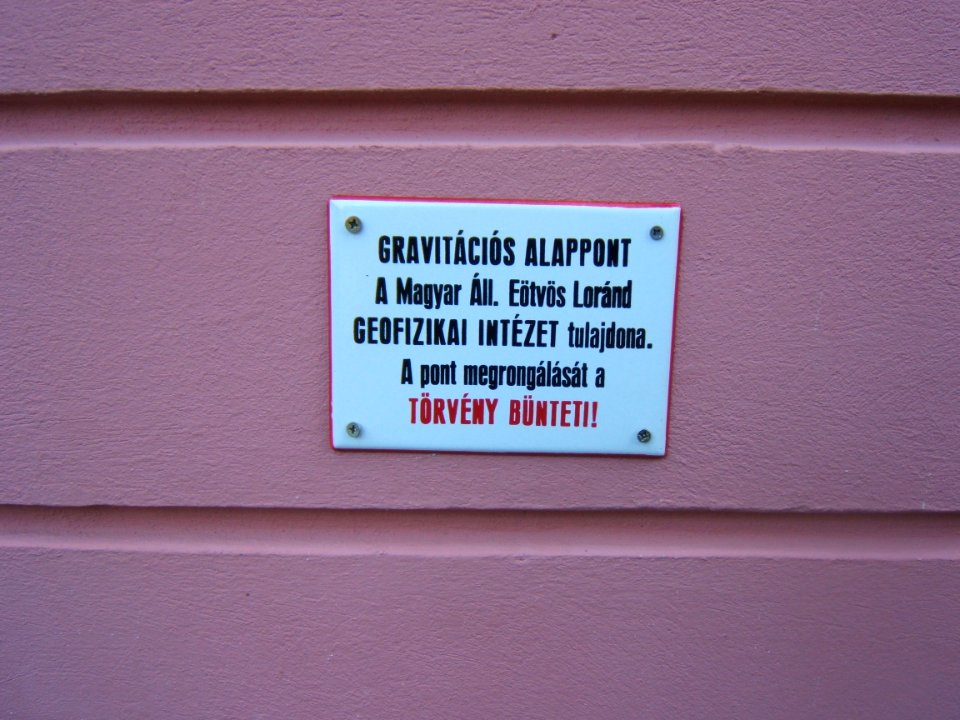 GRAVITÁCIÓS ALAPPONT
A Magyar Áll. Eötvös Loránd
GEOFIZIKAI INTÉZET tulajdona.
A pont megrongálását a
TÖRVÉNY BÜNTETI!